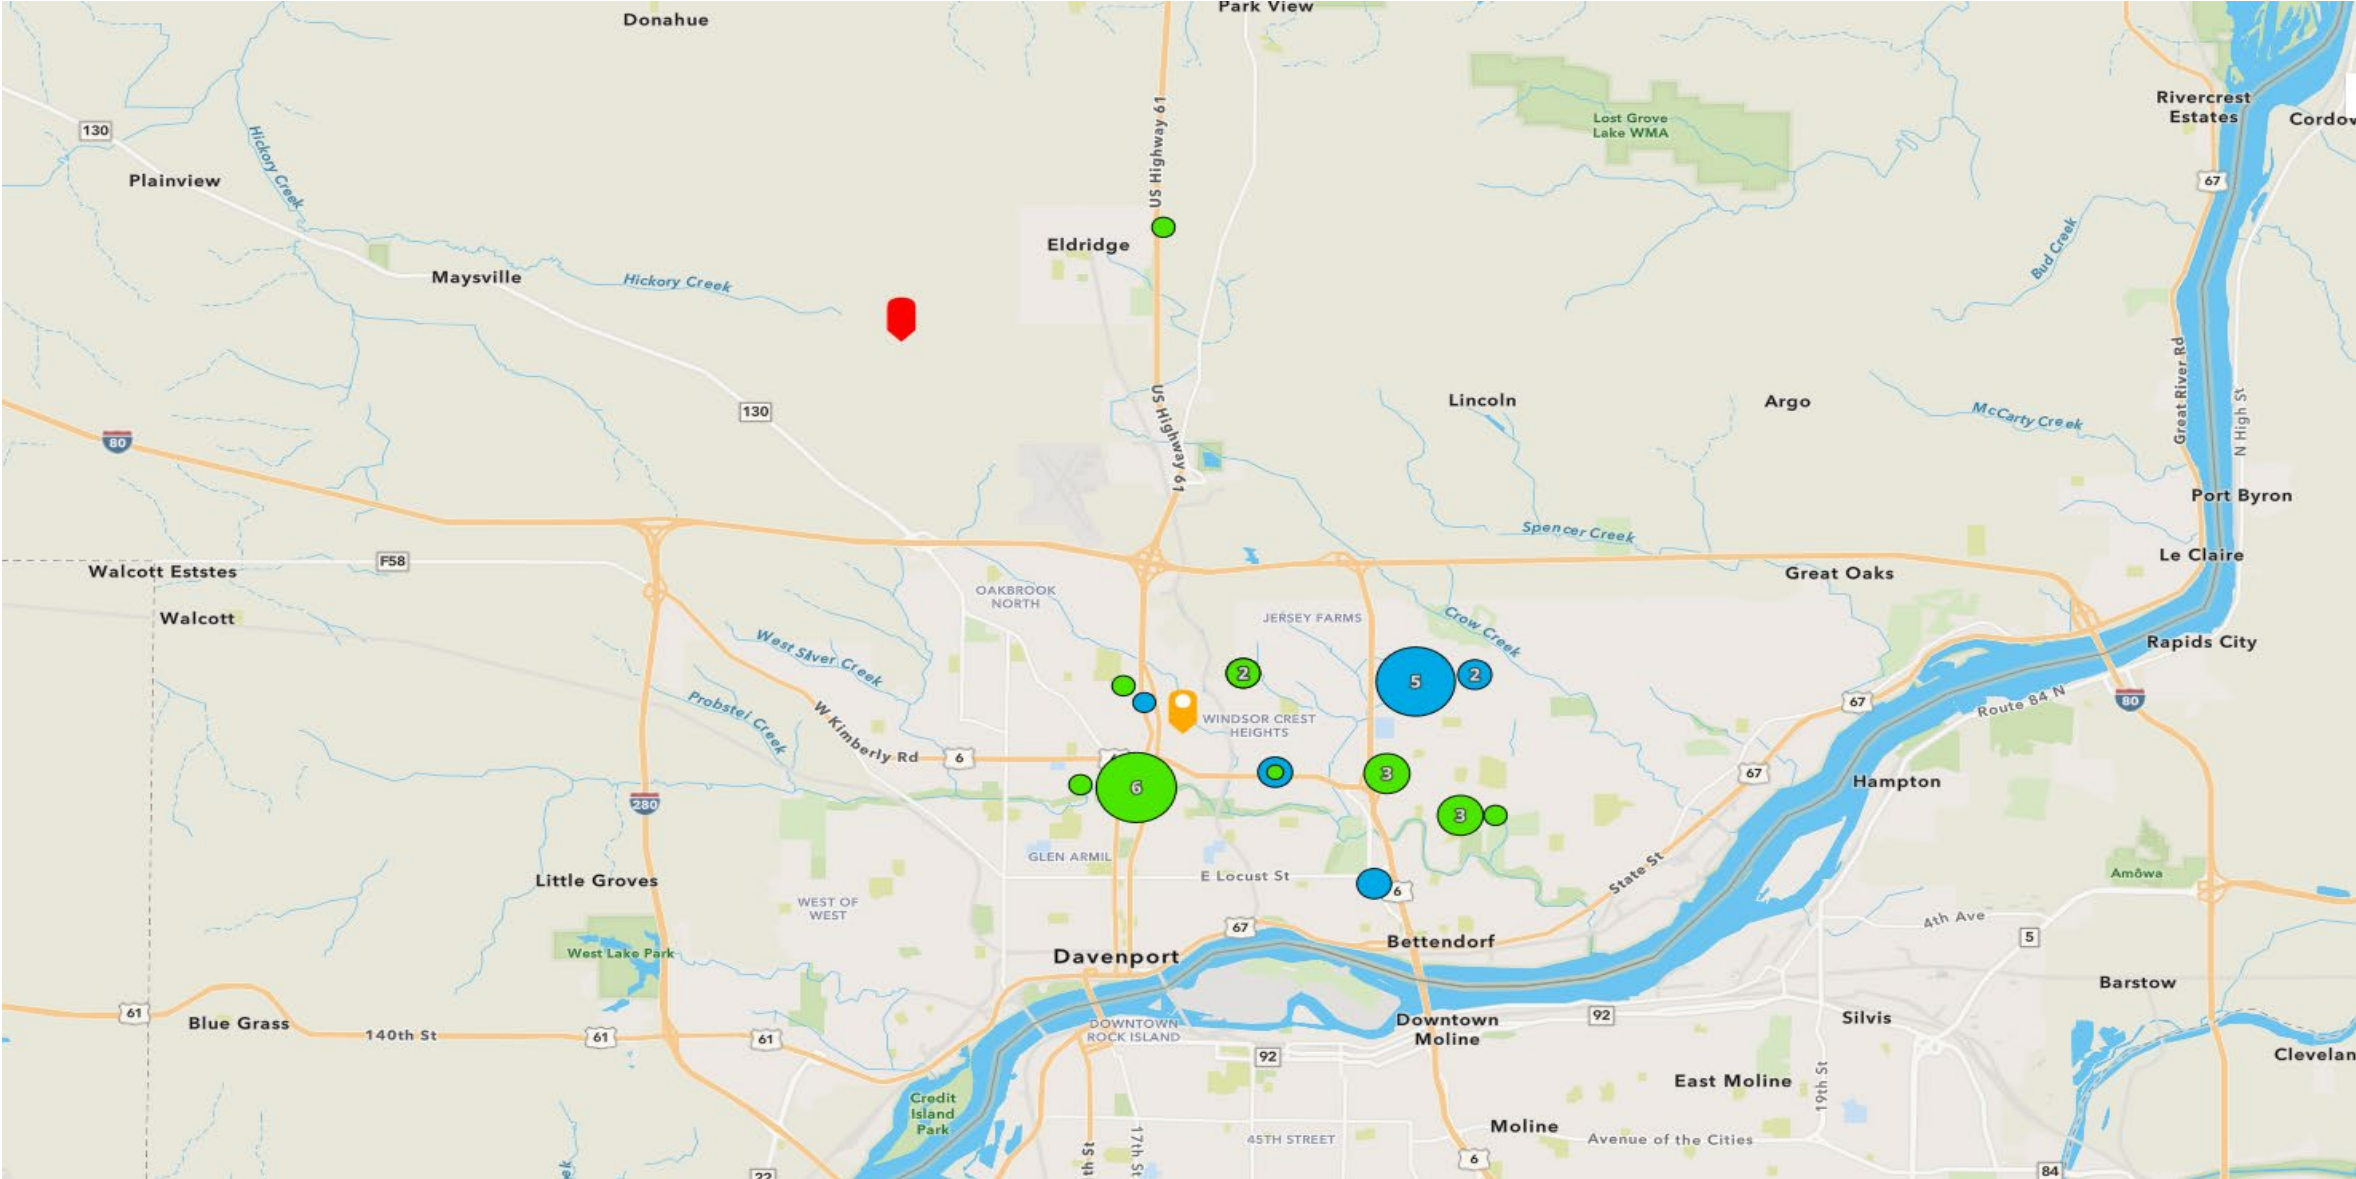 Donahue
Park View
Rivercrest
Estates
Lost Grove
Lake WMA
130
Hickory Creek
US Highway 61
Plainview
67
Eldridge
Bud Creek
Maysville
Hickory Creek
130
Lincoln
Argo
McCarty Creek
Great River Rd
N High St
US Highway 61
80
Port Byron
Spencer Creek
Le Claire
F58
Walcott Eststes
Great Oaks
OAKBROOK
NORTH
Walcott
JERSEY FARMS
Crow Creek
West Silver Creek
Rapids City
2
5
2
Probstei Creek
W Kimberly Rd
67
Route 84 N
80
WINDSOR CREST
HEIGHTS
6
3
67
Hampton
6
280
3
GLEN ARMIL
E Locust St
State St
Amôwa
Little Groves
6
WEST OF
WEST
67
4th Ave
5
Bettendorf
West Lake Park
Davenport
Barstow
61
Blue Grass
140th St
61
61
DOWNTOWN
ROCK ISLAND
Downtown
Moline
92
Silvis
92
East Moline
19th St
Credit
Island
Park
17th St
45TH STREET
Moline
Avenue of the Cities
6
84